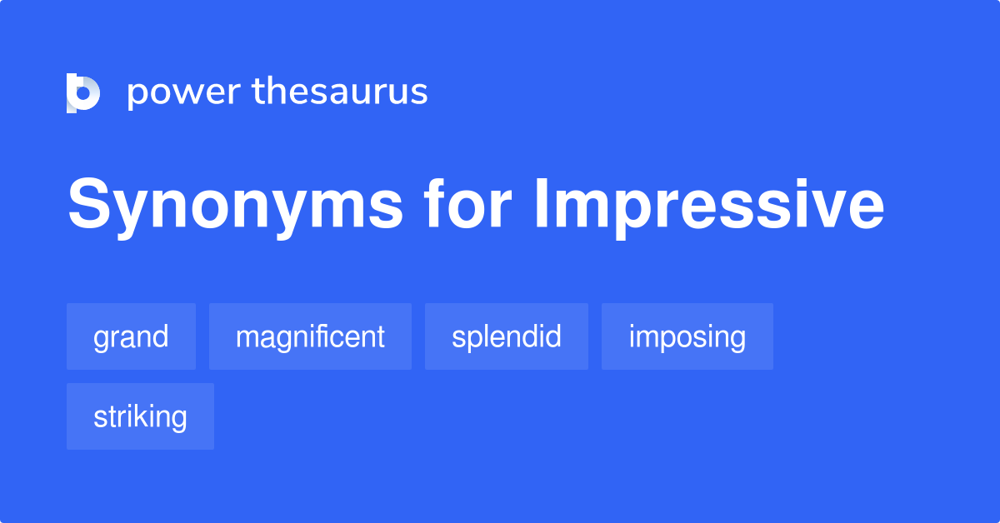 power thesaurus
Synonyms for Impressive
grand magnificent splendid imposing
striking